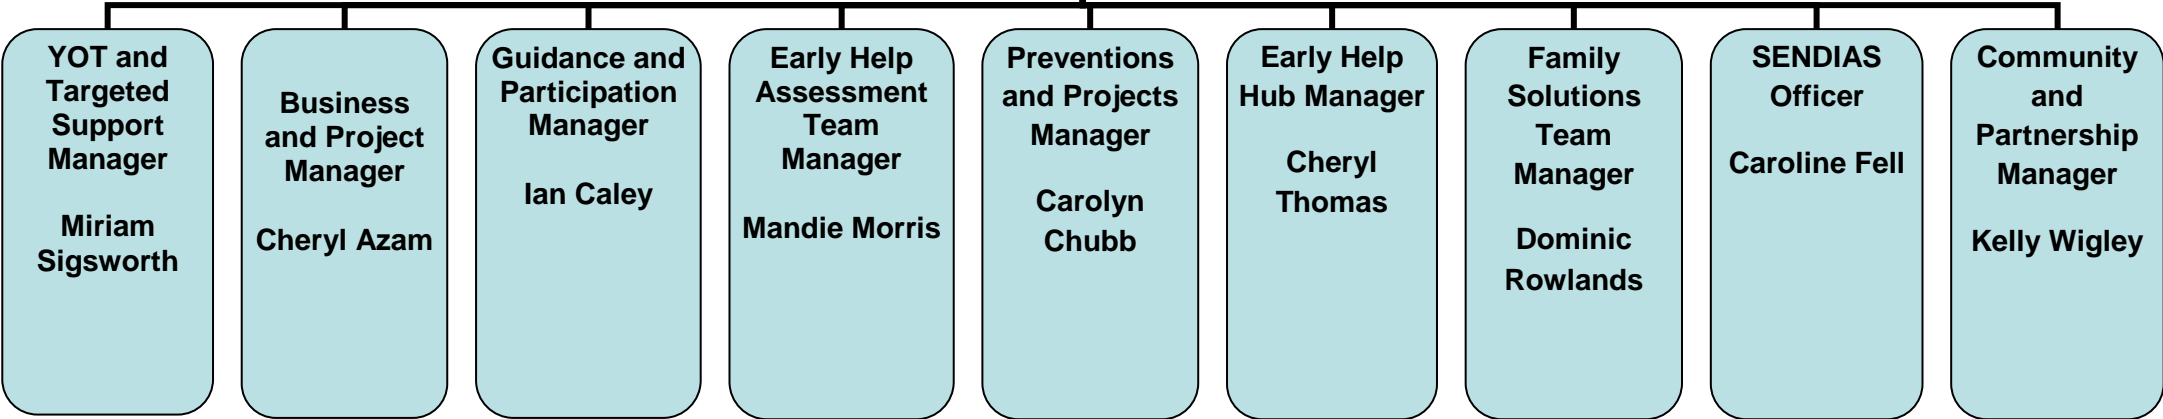 YOT and
Targeted
Support
Manager
Miriam
Sigsworth
Business
and Project
Manager
Cheryl Azam
Guidance and
Participation
Manager
Ian Caley
Early Help
Assessment
Team
Manager
Mandie Morris
Preventions
and Projects
Manager
Carolyn
Chubb
Early Help
Hub Manager
Cheryl
Thomas
Family
Solutions
Team
Manager
Dominic
Rowlands
SENDIAS
Officer
Caroline Fell
Community
and
Partnership
Manager
Kelly Wigley